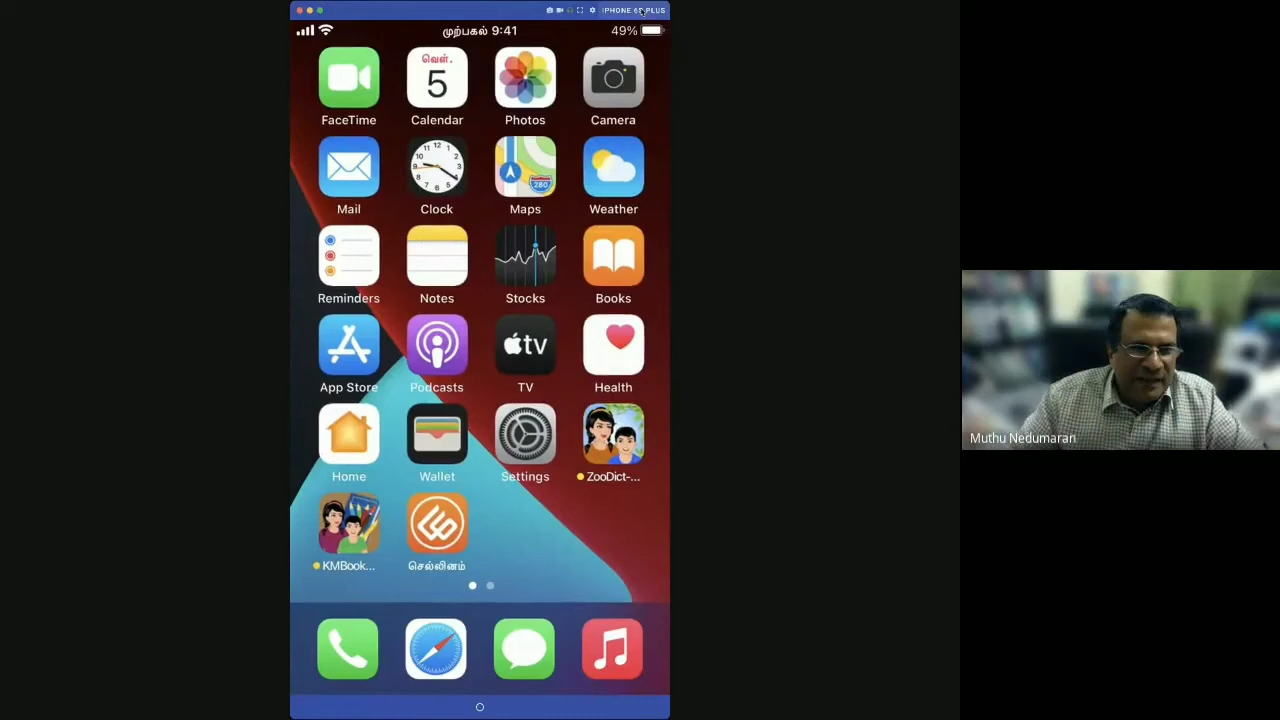 IPHONE 6S PLUS
முற்பகல் 9:41
49%
வெள்.
5
FaceTime
Calendar
Photos
Camera
280
Mail
Clock
Maps
Weather
Reminders
Notes
Stocks
Books
tv
App Store
Podcasts
TV
Health
Home
Wallet
Settings
ZooDict-...
KMBook...
செல்லினம்
Muthu Nedumaran